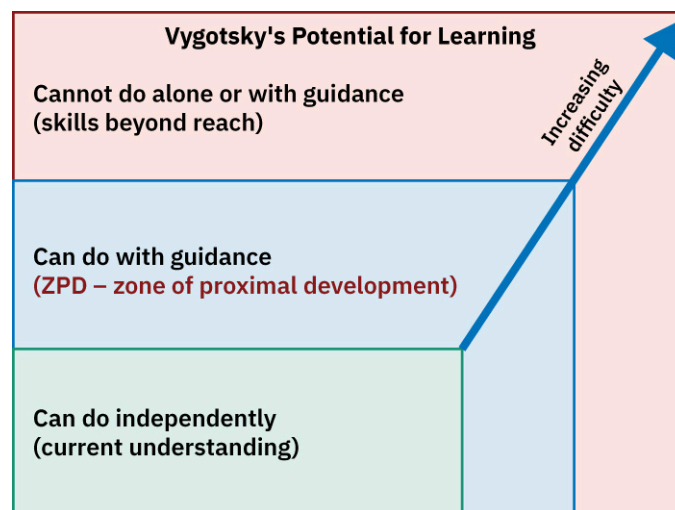 Vygotsky's Potential for Learning
Cannot do alone or with guidance
(skills beyond reach)
Increasing
difficulty
Can do with guidance
(ZPD – zone of proximal development)
Can do independently
(current understanding)